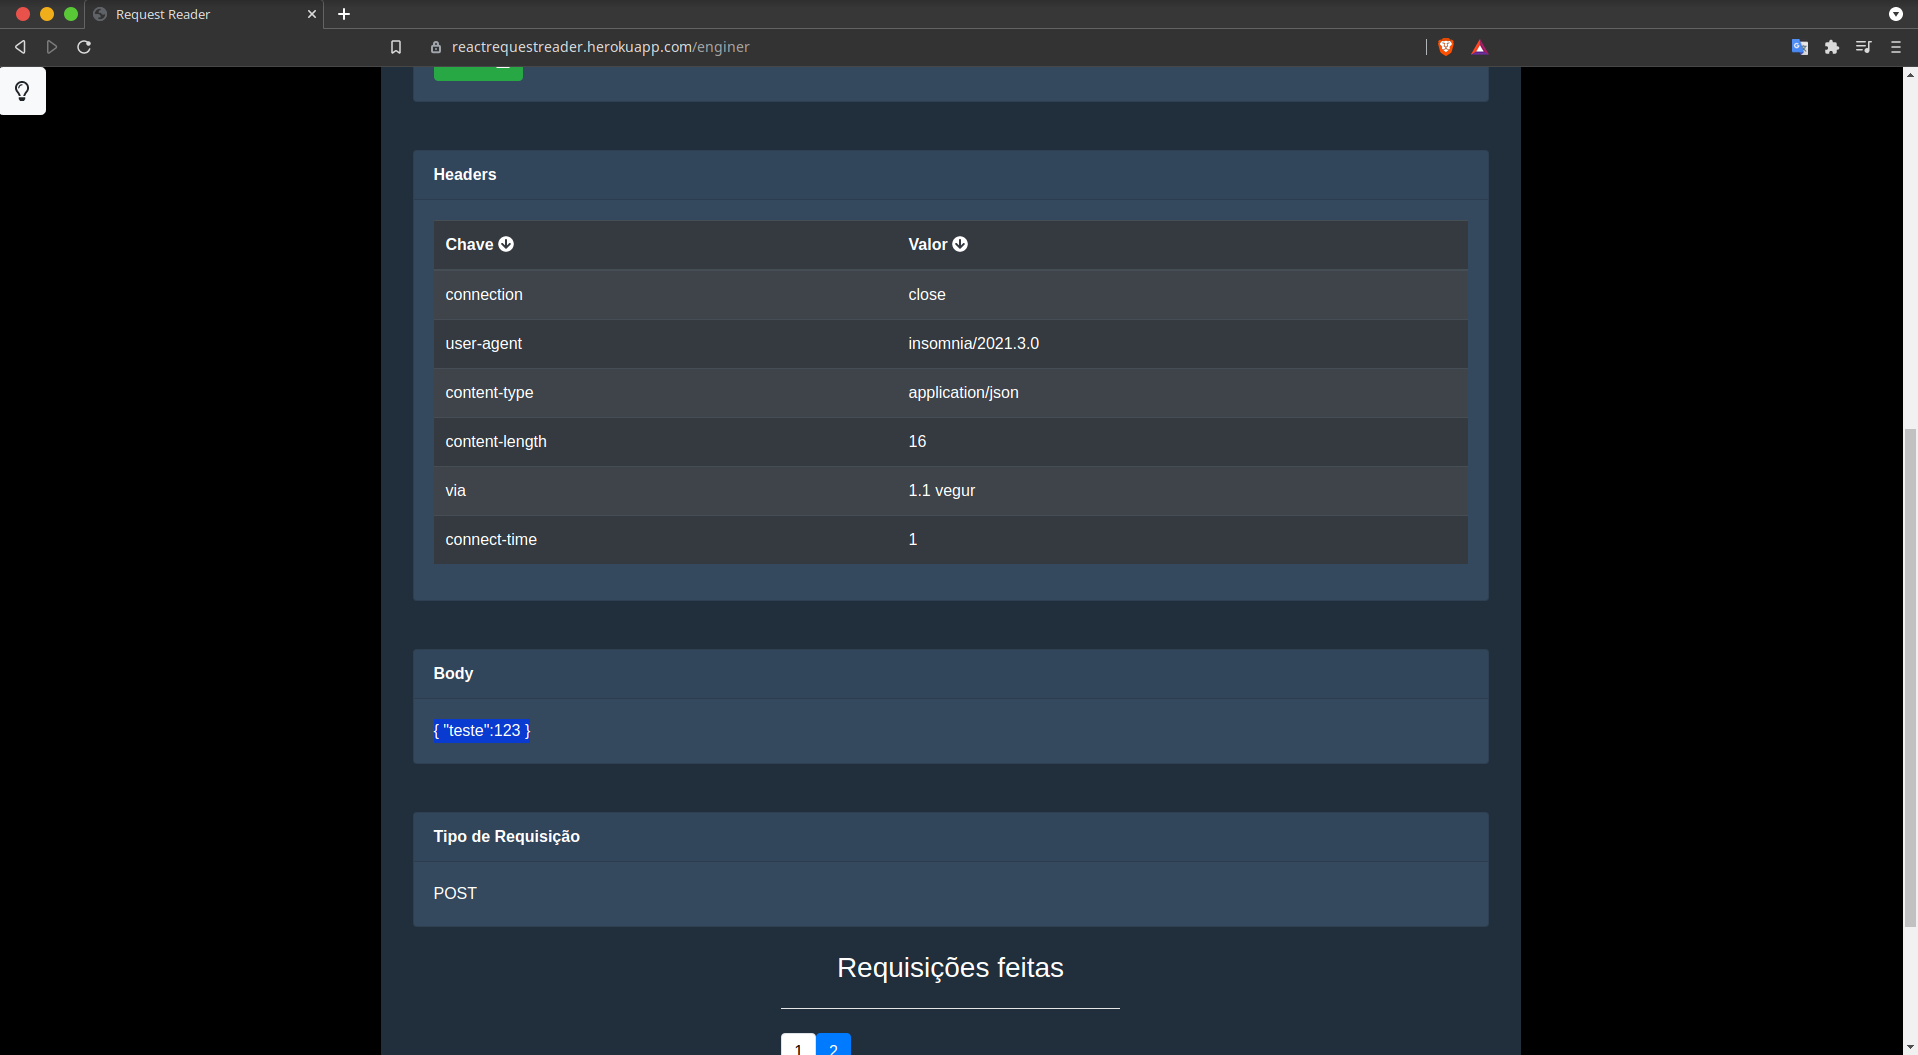 Request Reader
reactrequestreader.herokuapp.com/enginer
Headers
Chave Valor
connection close
user-agent insomnia/2021.3.0
content-type application/json
content-length 16
via 1.1 vegur
connect-time 1
Body
{ "teste":123 }
Tipo de Requisição
POST
Requisições feitas
1 2